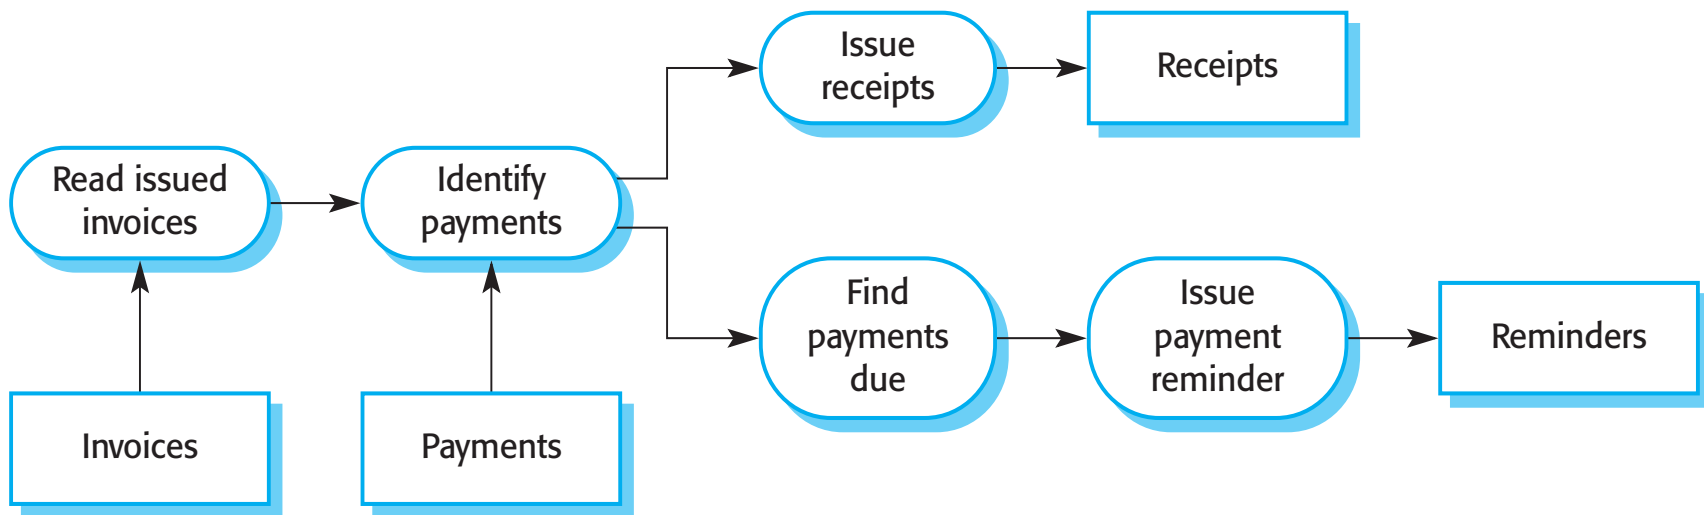 Issue
receipts
Receipts
Read issued
invoices
Identify
payments
Find
payments
due
Issue
payment
reminder
Reminders
Invoices
Payments